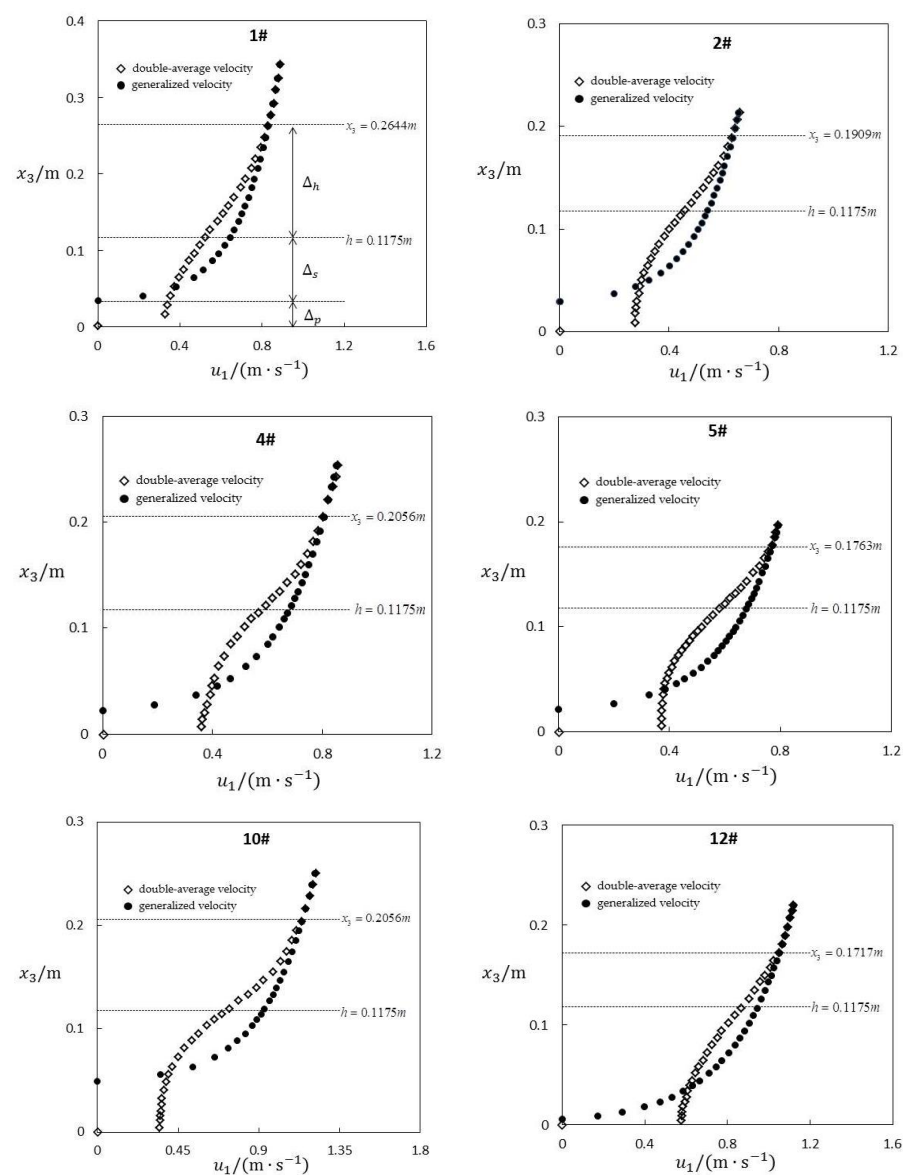 1#
◇ double-average velocity
● generalized velocity
0.4
0.3
0.2
0.1
0
x₃/m
x₃ = 0.2644m
Δₕ
h = 0.1175m
Δₛ
Δₚ
0 0.4 0.8 1.2 1.6
u₁/(m · s⁻¹)
2#
◇ double-average velocity
● generalized velocity
0.3
0.2
0.1
0
x₃/m
x₃ = 0.1909m
h = 0.1175m
0 0.4 0.8 1.2
u₁/(m · s⁻¹)
4#
◇ double-average velocity
● generalized velocity
0.3
0.2
0.1
0
x₃/m
x₃ = 0.2056m
h = 0.1175m
0 0.4 0.8 1.2
u₁/(m · s⁻¹)
5#
◇ double-average velocity
● generalized velocity
0.3
0.2
0.1
0
x₃/m
x₃ = 0.1763m
h = 0.1175m
0 0.4 0.8 1.2
u₁/(m · s⁻¹)
10#
◇ double-average velocity
● generalized velocity
0.3
0.2
0.1
0
x₃/m
x₃ = 0.2056m
h = 0.1175m
0 0.45 0.9 1.35 1.8
u₁/(m · s⁻¹)
12#
◇ double-average velocity
● generalized velocity
0.3
0.2
0.1
0
x₃/m
x₃ = 0.1717m
h = 0.1175m
0 0.4 0.8 1.2 1.6
u₁/(m · s⁻¹)